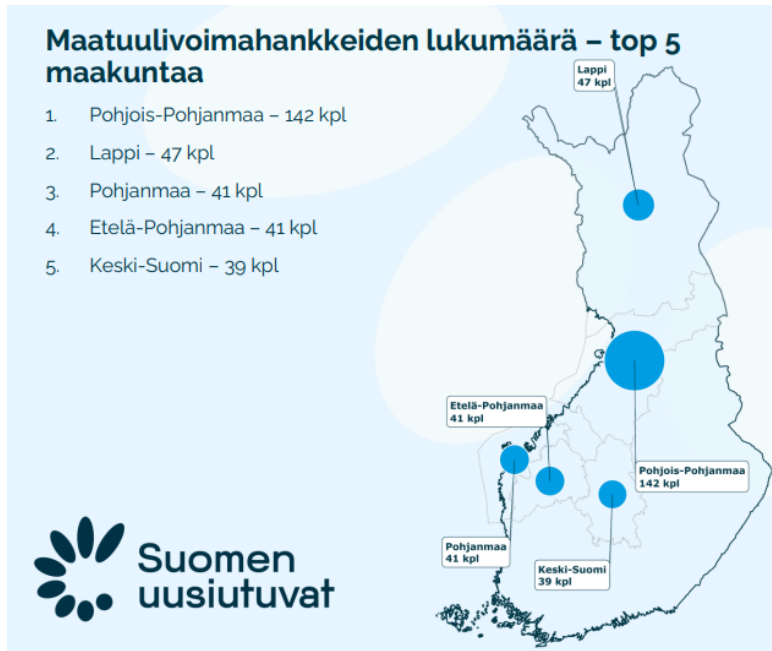 Maatuulivoimahankkeiden lukumäärä – top 5
maakuntaa
1. Pohjois-Pohjanmaa – 142 kpl
2. Lappi – 47 kpl
3. Pohjanmaa – 41 kpl
4. Etelä-Pohjanmaa – 41 kpl
5. Keski-Suomi – 39 kpl
Lappi
47 kpl
Etelä-Pohjanmaa
41 kpl
Pohjois-Pohjanmaa
142 kpl
Pohjanmaa
41 kpl
Keski-Suomi
39 kpl
Suomen
uusiutuvat